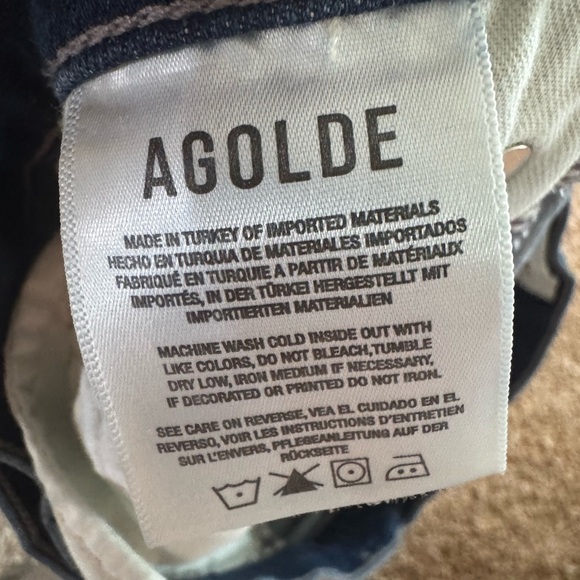 AGOLDE
MADE IN TURKEY OF IMPORTED MATERIALS
HECHO EN TURQUIA DE MATERIALES IMPORTADOS
FABRIQUÉ EN TURQUIE A PARTIR DE MATÉRIAUX
IMPORTÉS, IN DER TÜRKEI HERGESTELLT MIT
IMPORTIERTEN MATERIALIEN
MACHINE WASH COLD INSIDE OUT WITH
LIKE COLORS, DO NOT BLEACH, TUMBLE
DRY LOW, IRON MEDIUM IF NECESSARY.
IF DECORATED OR PRINTED DO NOT IRON.
SEE CARE ON REVERSE, VEA EL CUIDADO EN EL
REVERSO, VOIR LES INSTRUCTIONS D'ENTRETIEN
SUR L'ENVERS, PFLEGEANLEITUNG AUF DER
RÜCKSEITE